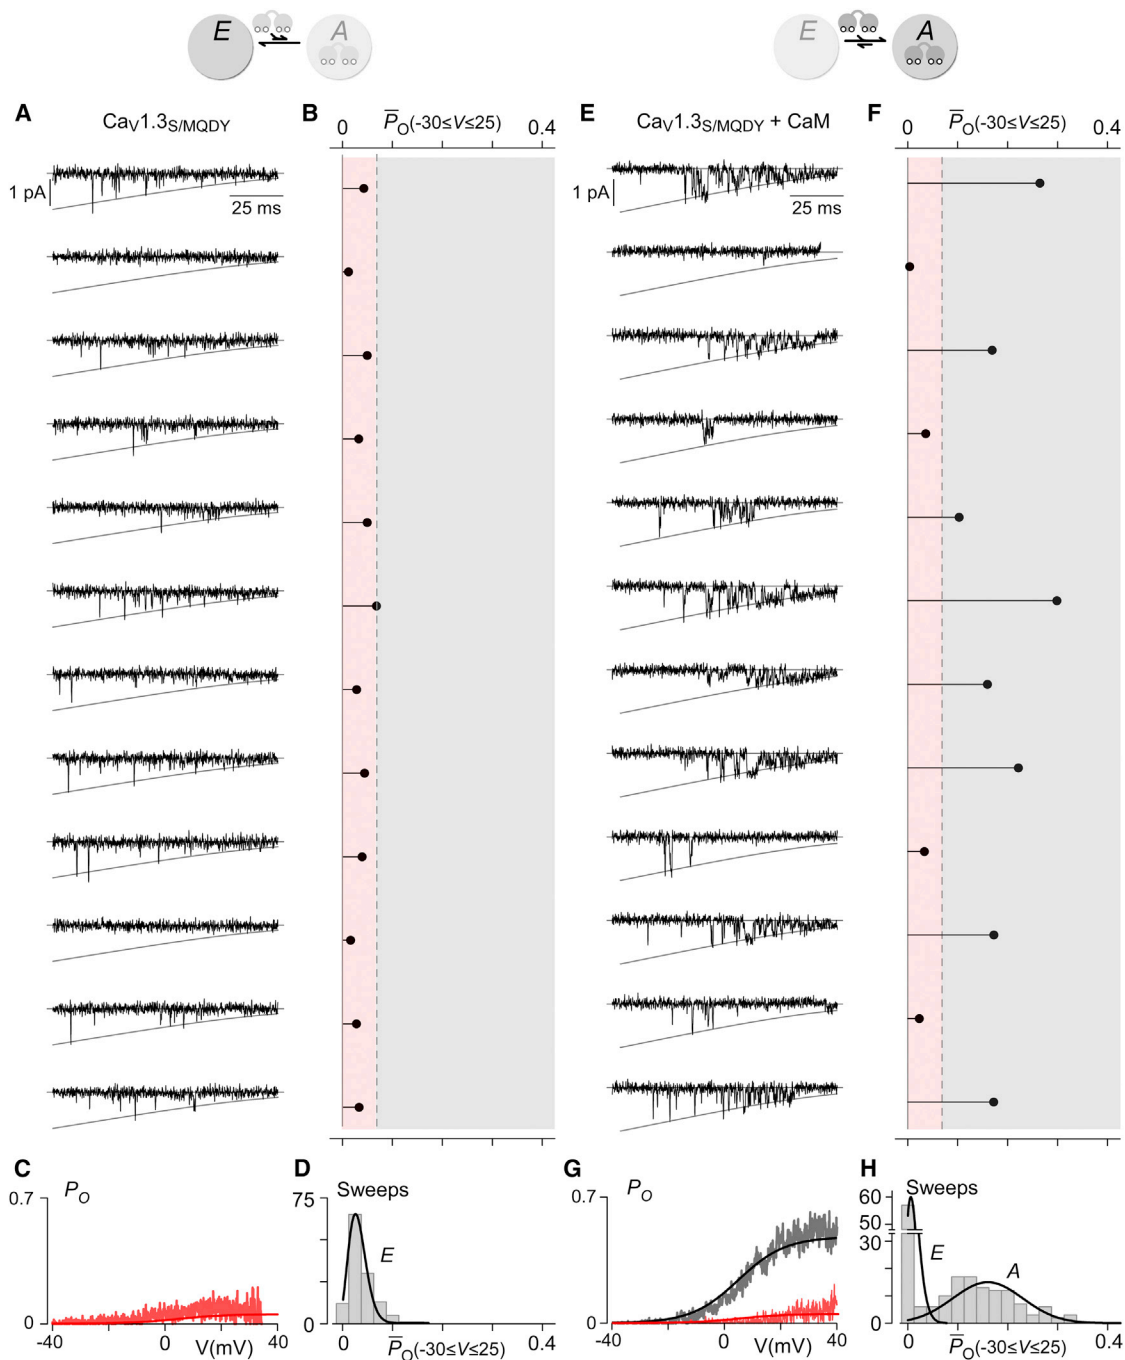 E A E A
A Caᵥ1.3S/MQDY
B 0 P̅O(-30≤V≤25) 0.4
E Caᵥ1.3S/MQDY + CaM
F 0 P̅O(-30≤V≤25) 0.4
1 pA
25 ms
1 pA
25 ms
C
0.7
PO
0
-40 0 V(mV) 40
D
Sweeps
75
E
0
0 P̅O(-30≤V≤25) 0.4
G
0.7
PO
0
-40 0 V(mV) 40
H
Sweeps
60
50
30
E
A
0
0 P̅O(-30≤V≤25) 0.4